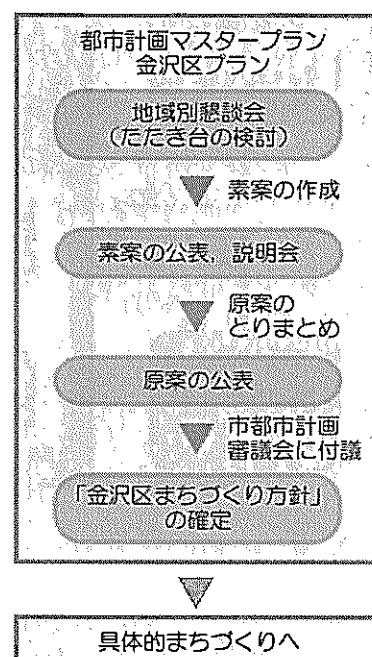 都市計画マスタープラン
金沢区プラン
地域別懇談会
(たたき台の検討)
素案の作成
素案の公表，説明会
原案の
とりまとめ
原案の公表
市都市計画
審議会に付議
「金沢区まちづくり方針」
の確定
具体的まちづくりへ